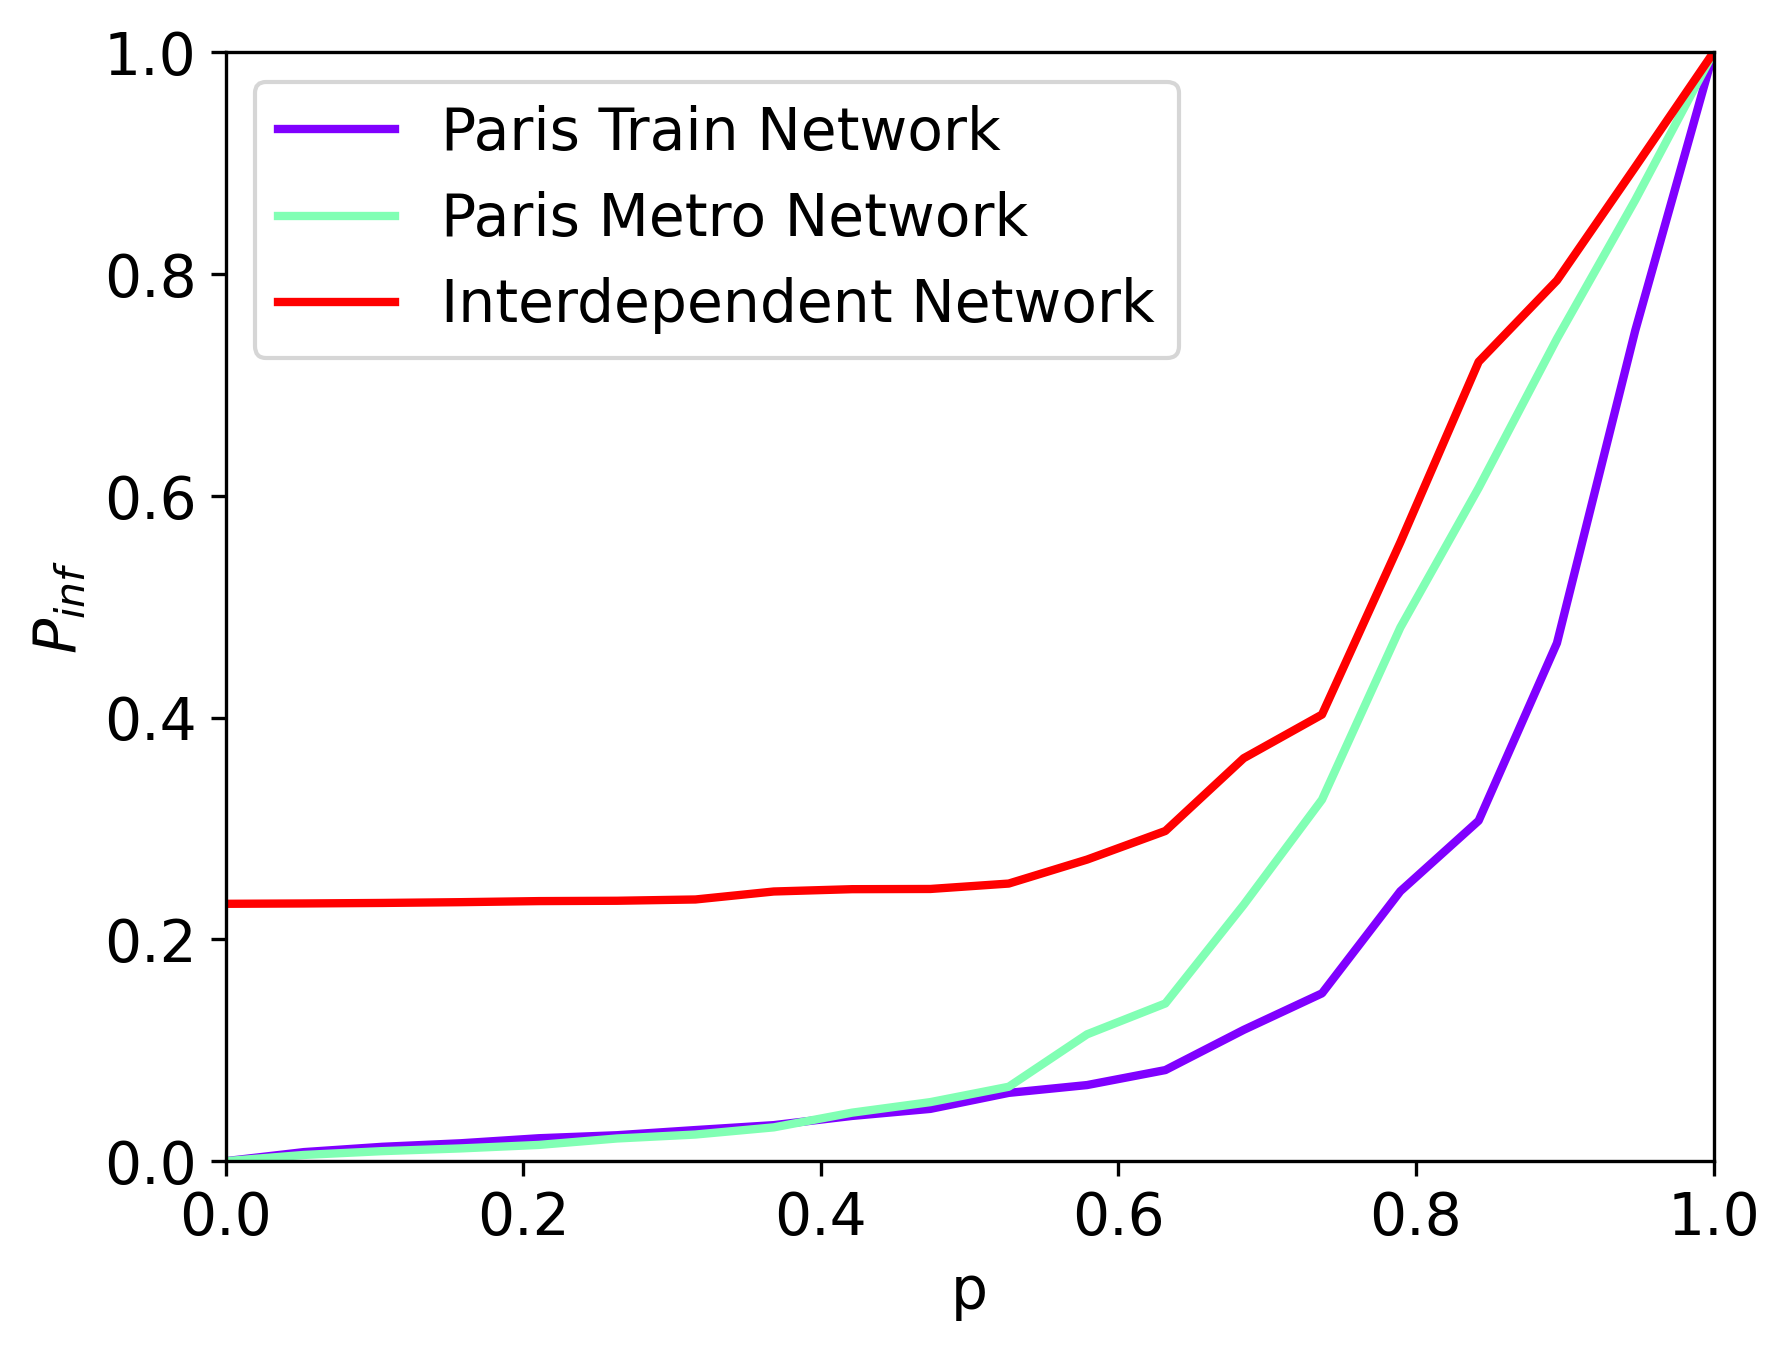 1.0
0.8
0.6
0.4
0.2
0.0
P_inf
Paris Train Network
Paris Metro Network
Interdependent Network
0.0 0.2 0.4 0.6 0.8 1.0
p